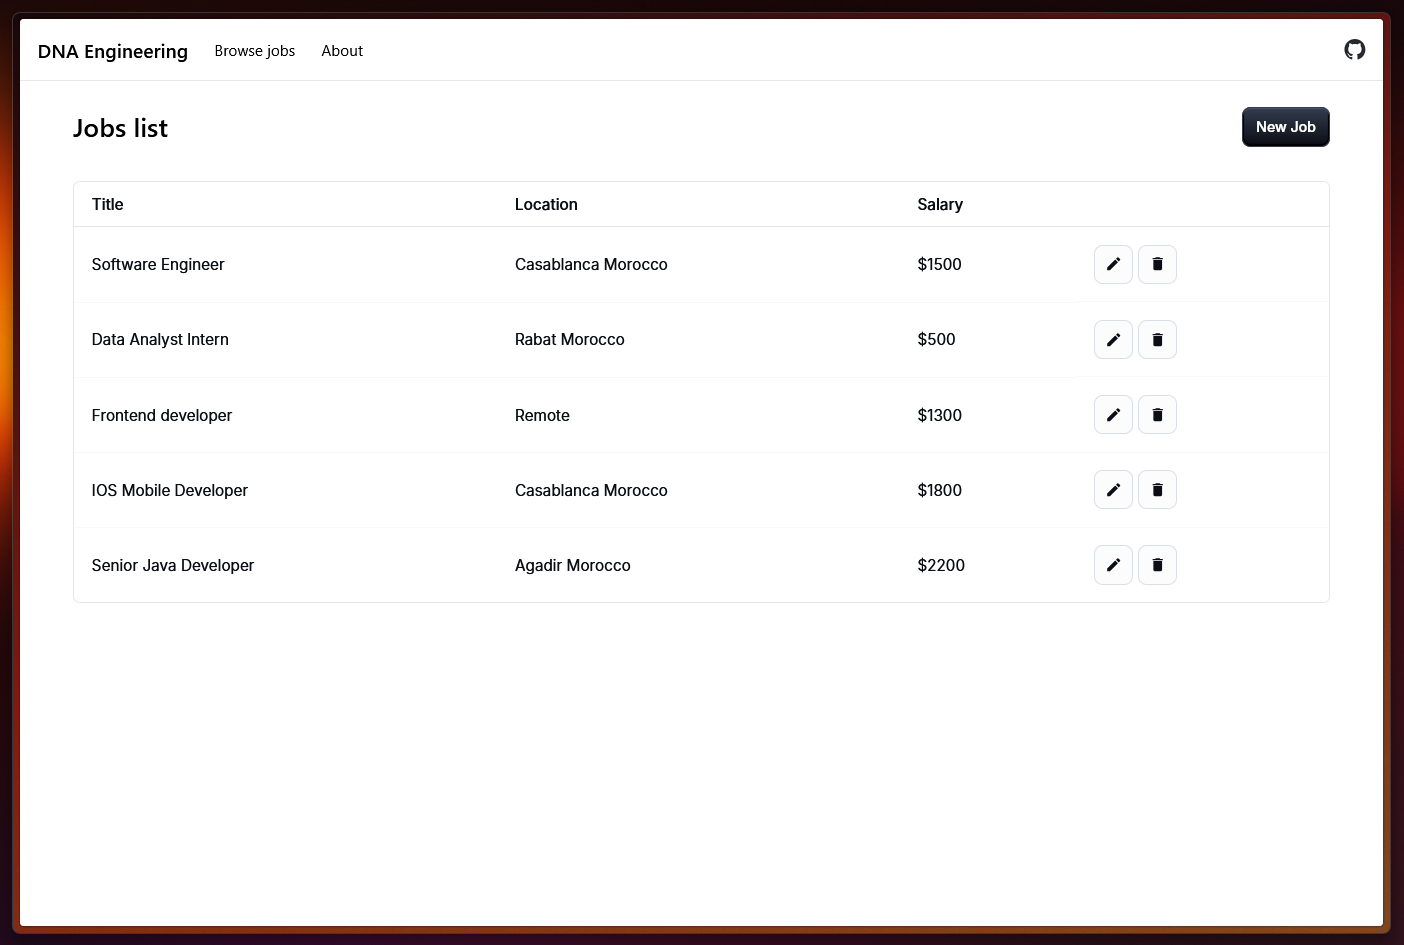 DNA Engineering Browse jobs About
Jobs list New Job
Title Location Salary
Software Engineer Casablanca Morocco $1500
Data Analyst Intern Rabat Morocco $500
Frontend developer Remote $1300
IOS Mobile Developer Casablanca Morocco $1800
Senior Java Developer Agadir Morocco $2200